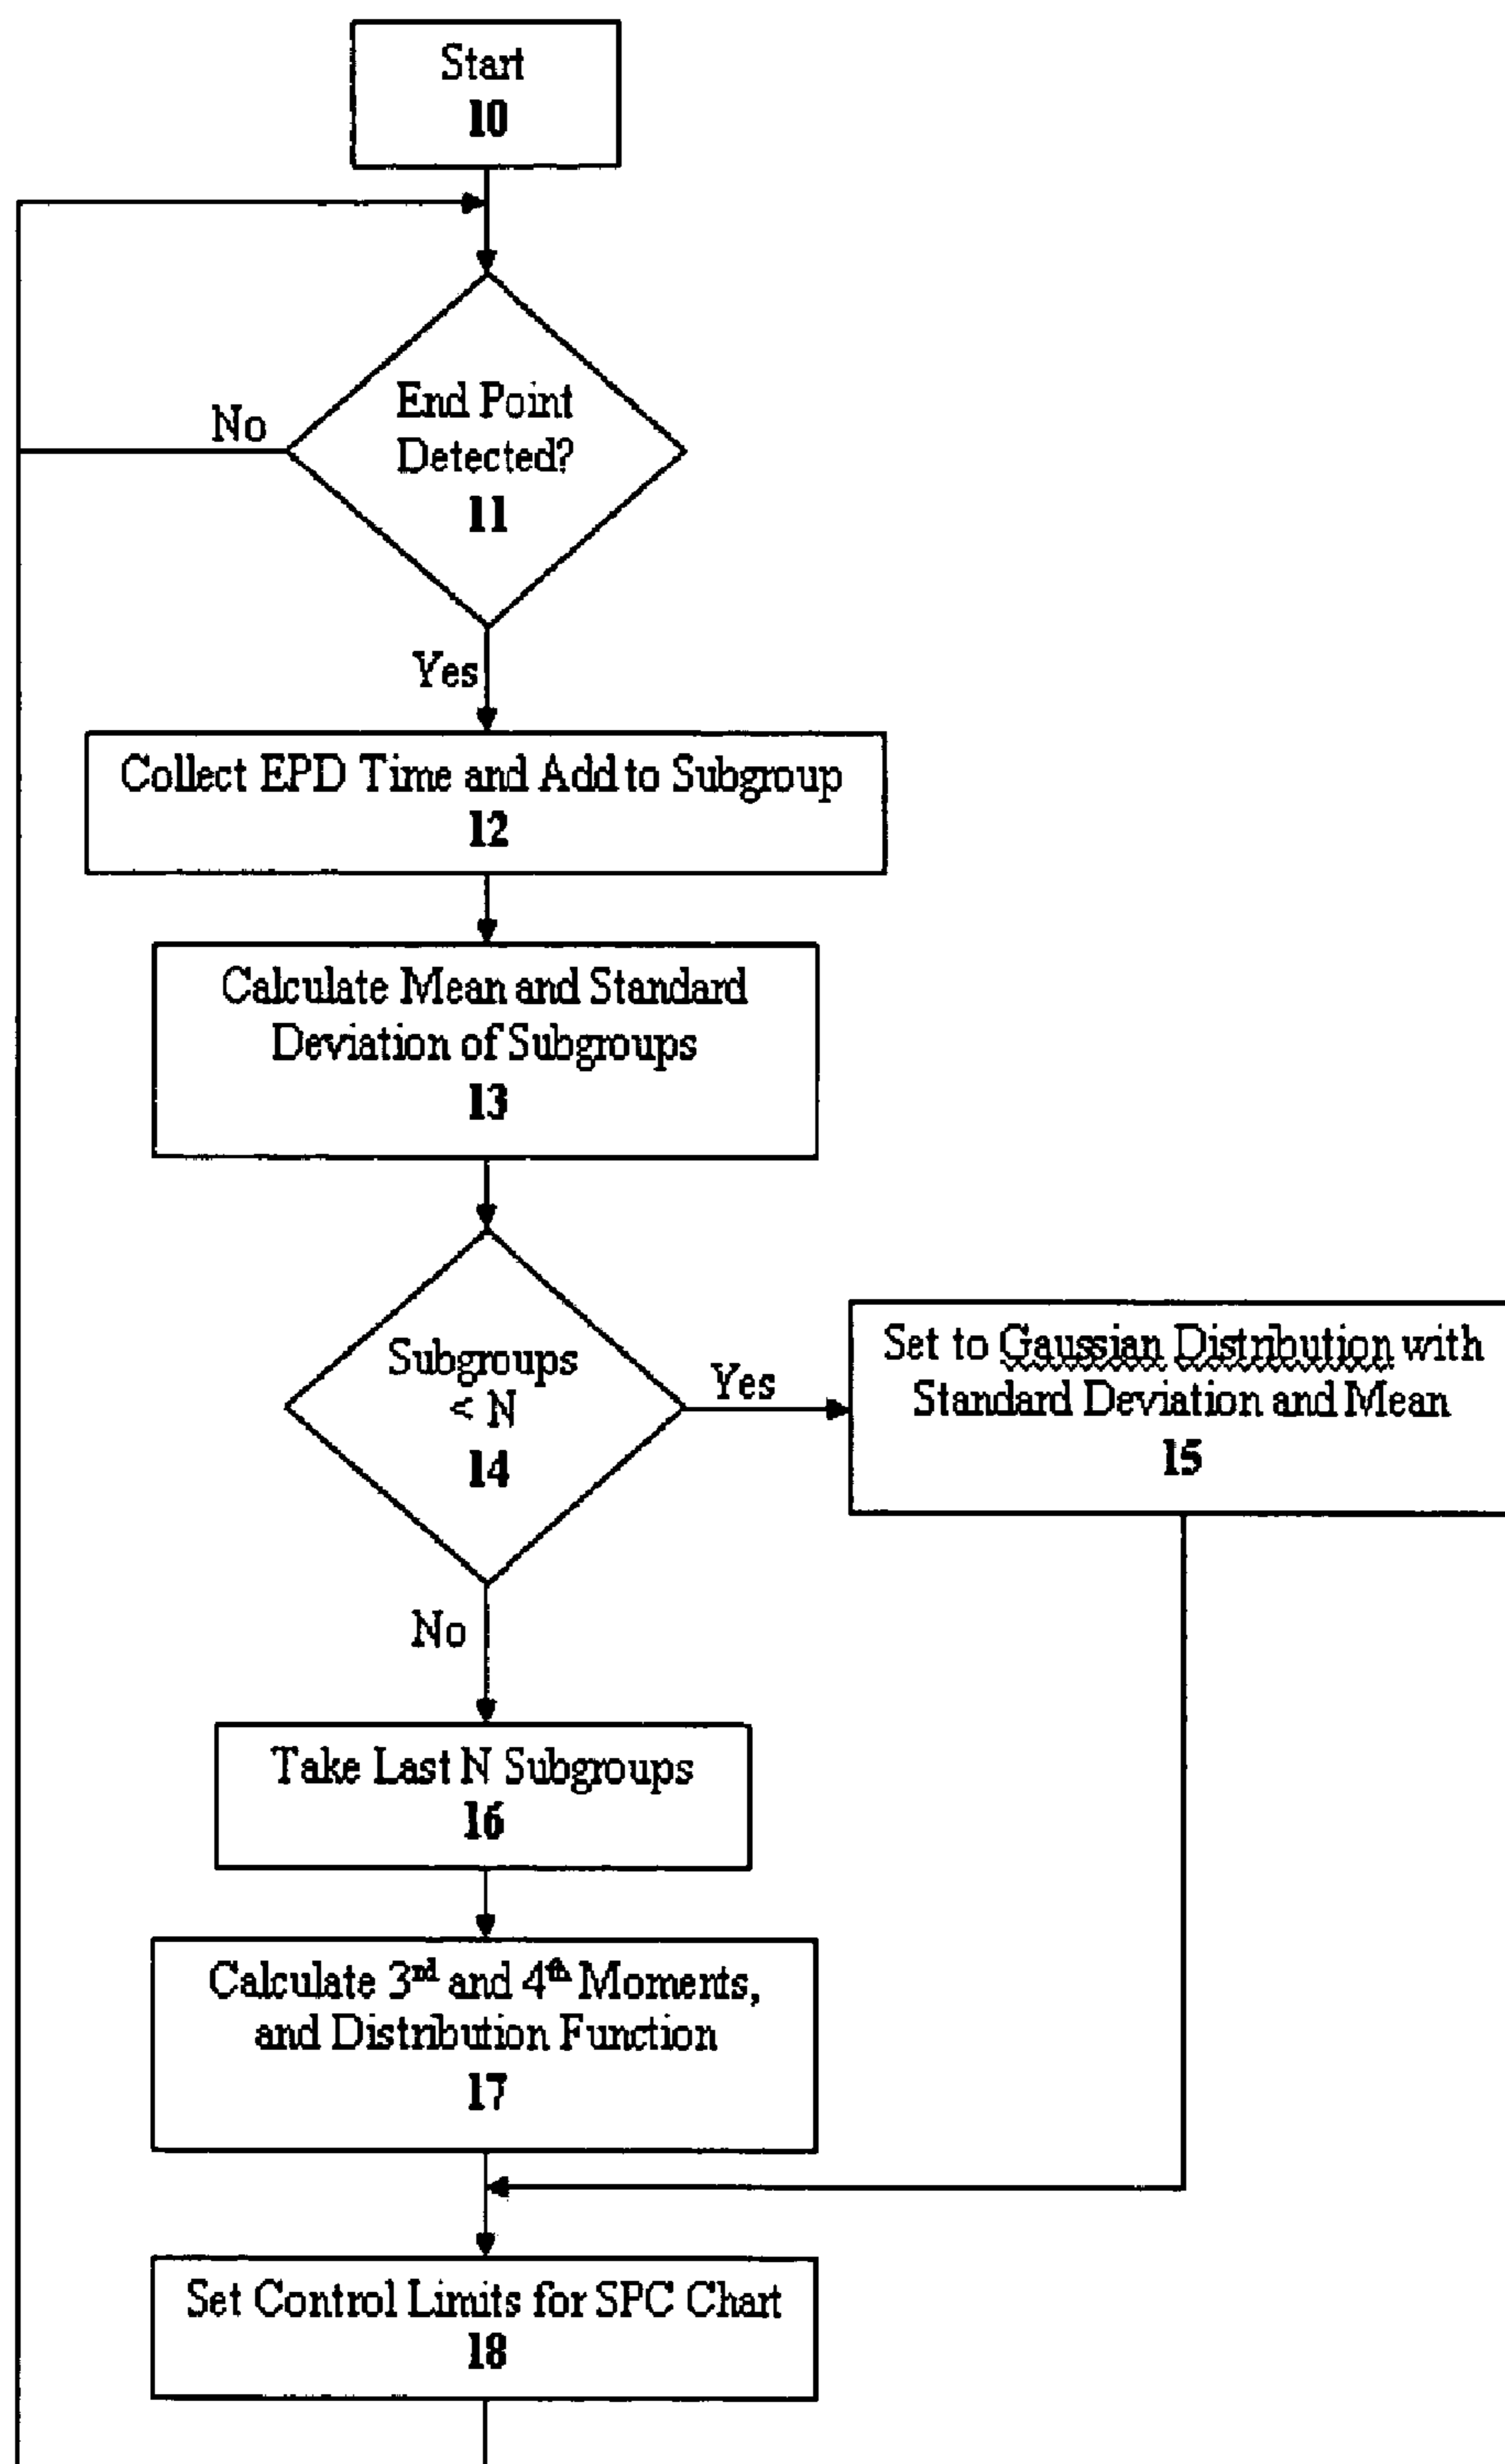 Start
10
End Point
Detected?
11
No
Yes
Collect EPD Time and Add to Subgroup
12
Calculate Mean and Standard
Deviation of Subgroups
13
Subgroups
< N
14
Yes
Set to Gaussian Distribution with
Standard Deviation and Mean
15
No
Take Last N Subgroups
16
Calculate 3rd and 4th Moments,
and Distribution Function
17
Set Control Limits for SPC Chart
18